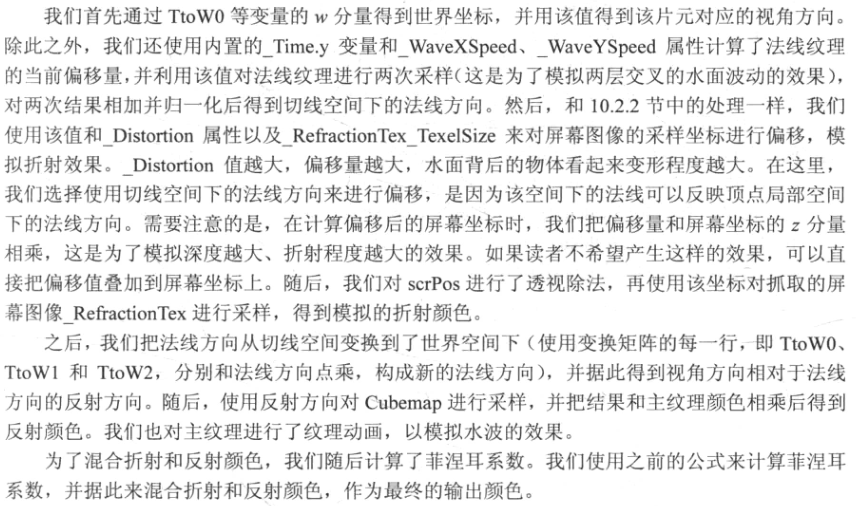 我们首先通过 TtoW0 等变量的 w 分量得到世界坐标，并用该值得到该片元对应的视角方向。
除此之外，我们还使用内置的_Time.y 变量和_WaveXSpeed、_WaveYSpeed 属性计算了法线纹理
的当前偏移量，并利用该值对法线纹理进行两次采样（这是为了模拟两层交叉的水面波动的效果），
对两次结果相加并归一化后得到切线空间下的法线方向。然后，和 10.2.2 节中的处理一样，我们
使用该值和_Distortion 属性以及_RefractionTex_TexelSize 来对屏幕图像的采样坐标进行偏移，模
拟折射效果。_Distortion 值越大，偏移量越大，水面背后的物体看起来变形程度越大。在这里，
我们选择使用切线空间下的法线方向来进行偏移，是因为该空间下的法线可以反映顶点局部空间
下的法线方向。需要注意的是，在计算偏移后的屏幕坐标时，我们把偏移量和屏幕坐标的 z 分量
相乘，这是为了模拟深度越大、折射程度越大的效果。如果读者不希望产生这样的效果，可以直
接把偏移值叠加到屏幕坐标上。随后，我们对 scrPos 进行了透视除法，再使用该坐标对抓取的屏
幕图像_RefractionTex 进行采样，得到模拟的折射颜色。
之后，我们把法线方向从切线空间变换到了世界空间下（使用变换矩阵的每一行，即 TtoW0、
TtoW1 和 TtoW2，分别和法线方向点乘，构成新的法线方向），并据此得到视角方向相对于法线
方向的反射方向。随后，使用反射方向对 Cubemap 进行采样，并把结果和主纹理颜色相乘后得到
反射颜色。我们也对主纹理进行了纹理动画，以模拟水波的效果。
为了混合折射和反射颜色，我们随后计算了菲涅耳系数。我们使用之前的公式来计算菲涅耳
系数，并据此来混合折射和反射颜色，作为最终的输出颜色。